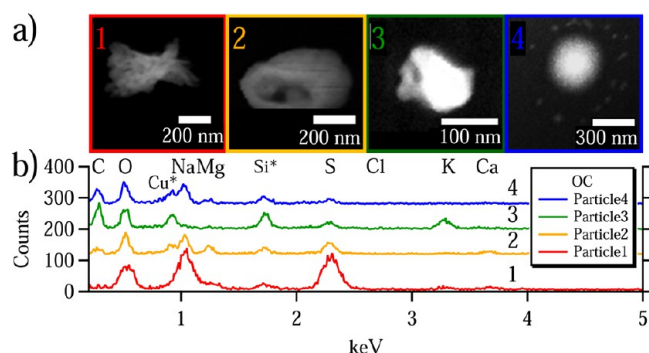 a)
1 2 3 4
200 nm 200 nm 100 nm 300 nm
b)
C O Cu* Na Mg Si* S Cl K Ca
400
300
200
100
0
Counts
4
3
2
1
OC
Particle4
Particle3
Particle2
Particle1
1 2 3 4 5
keV